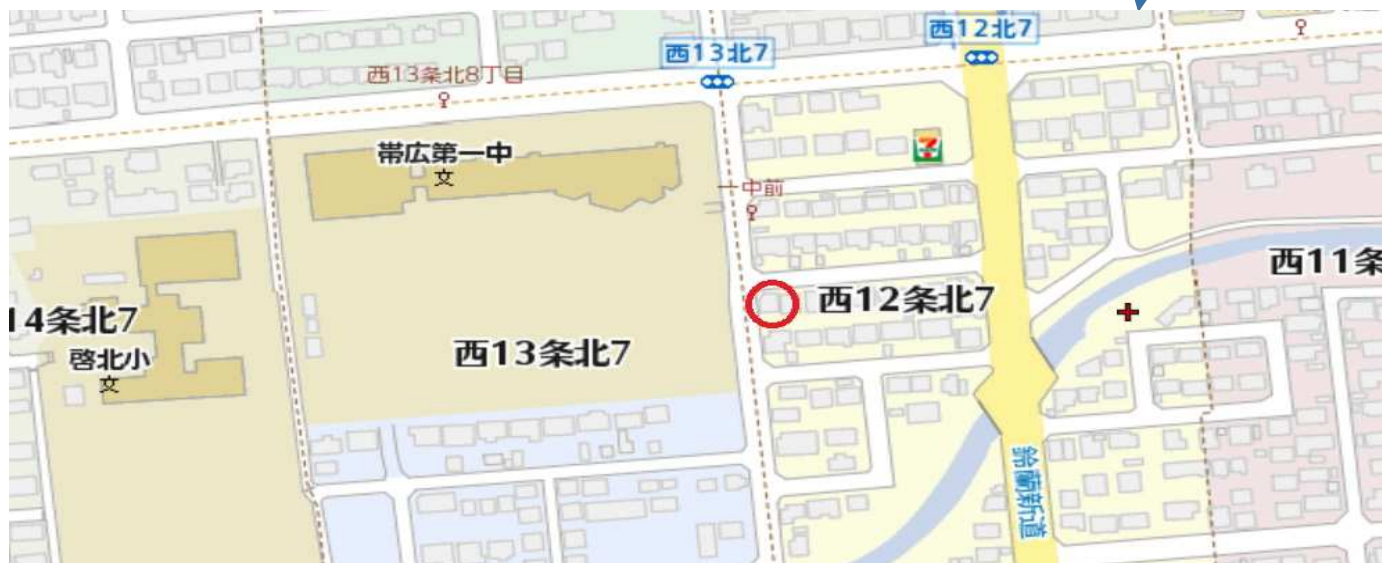 西12北7
西13北7
西13条北8丁目
帯広第一中
文
一中前
西11条
西12条北7
14条北7
西13条北7
啓北小
文
鈴蘭新道